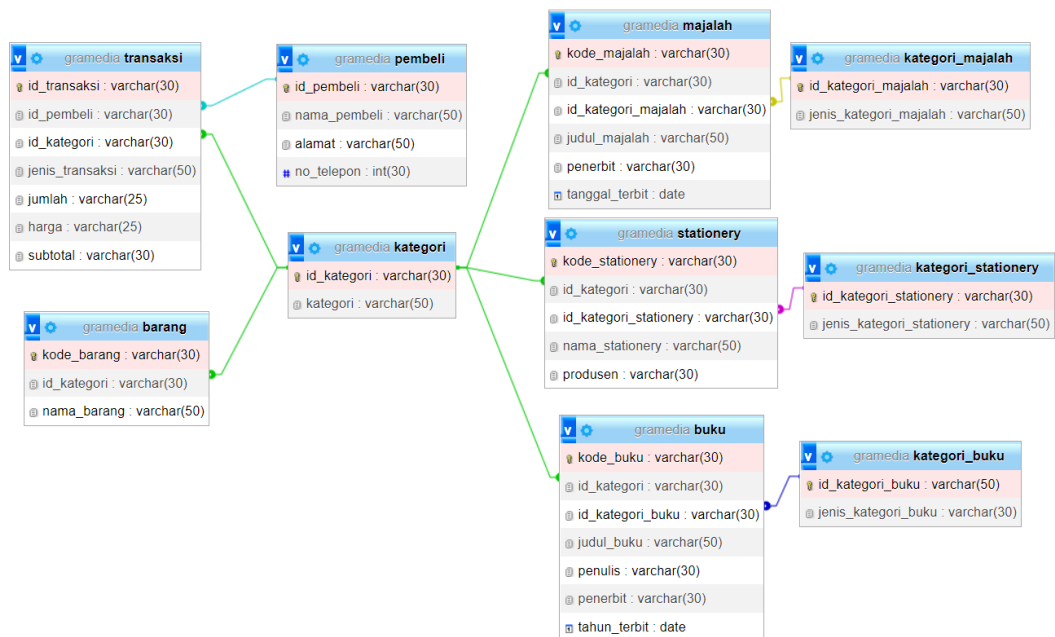 gramedia transaksi
id_transaksi : varchar(30)
id_pembeli : varchar(30)
id_kategori : varchar(30)
jenis_transaksi : varchar(50)
jumlah : varchar(25)
harga : varchar(25)
subtotal : varchar(30)
gramedia pembeli
id_pembeli : varchar(30)
nama_pembeli : varchar(50)
alamat : varchar(50)
# no_telepon : int(30)
gramedia majalah
kode_majalah : varchar(30)
id_kategori : varchar(30)
id_kategori_majalah : varchar(30)
judul_majalah : varchar(50)
penerbit : varchar(30)
tanggal_terbit : date
gramedia kategori_majalah
id_kategori_majalah : varchar(30)
jenis_kategori_majalah : varchar(50)
gramedia kategori
id_kategori : varchar(30)
kategori : varchar(50)
gramedia stationery
kode_stationery : varchar(30)
id_kategori : varchar(30)
id_kategori_stationery : varchar(30)
nama_stationery : varchar(50)
produsen : varchar(30)
gramedia kategori_stationery
id_kategori_stationery : varchar(30)
jenis_kategori_stationery : varchar(50)
gramedia barang
kode_barang : varchar(30)
id_kategori : varchar(30)
nama_barang : varchar(50)
gramedia buku
kode_buku : varchar(30)
id_kategori : varchar(30)
id_kategori_buku : varchar(30)
judul_buku : varchar(50)
penulis : varchar(30)
penerbit : varchar(30)
tahun_terbit : date
gramedia kategori_buku
id_kategori_buku : varchar(50)
jenis_kategori_buku : varchar(30)